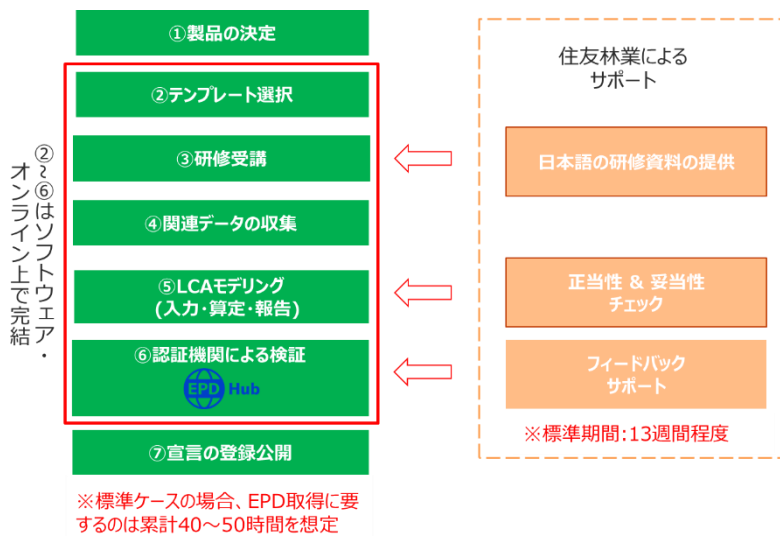 ①製品の決定
②テンプレート選択
③研修受講
④関連データの収集
⑤LCAモデリング
(入力・算定・報告)
⑥認証機関による検証
EPD Hub
⑦宣言の登録公開
※標準ケースの場合、EPD取得に要
するのは累計40～50時間を想定
②～⑥はソフトウェア・
オンライン上で完結
住友林業による
サポート
日本語の研修資料の提供
正当性 & 妥当性
チェック
フィードバック
サポート
※標準期間:13週間程度